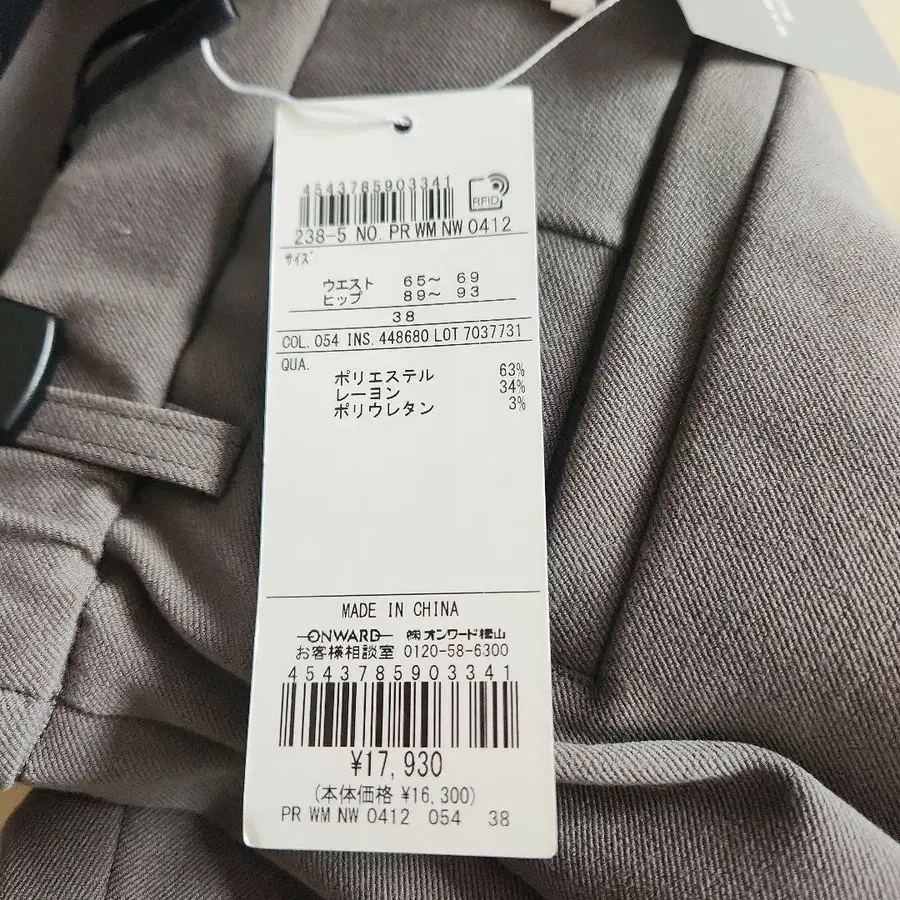 4543785903341
RFID
238-5 NO. PR WM NW 0412
サイズ
ウエスト 65～ 69
ヒップ 89～ 93
38
COL. 054 INS. 448680 LOT 7037731
QUA.
ポリエステル 63%
レーヨン 34%
ポリウレタン 3%
MADE IN CHINA
ONWARD ㈱オンワード樫山
お客様相談室 0120-58-6300
4543785903341
¥17,930
(本体価格 ¥16,300)
PR WM NW 0412 054 38